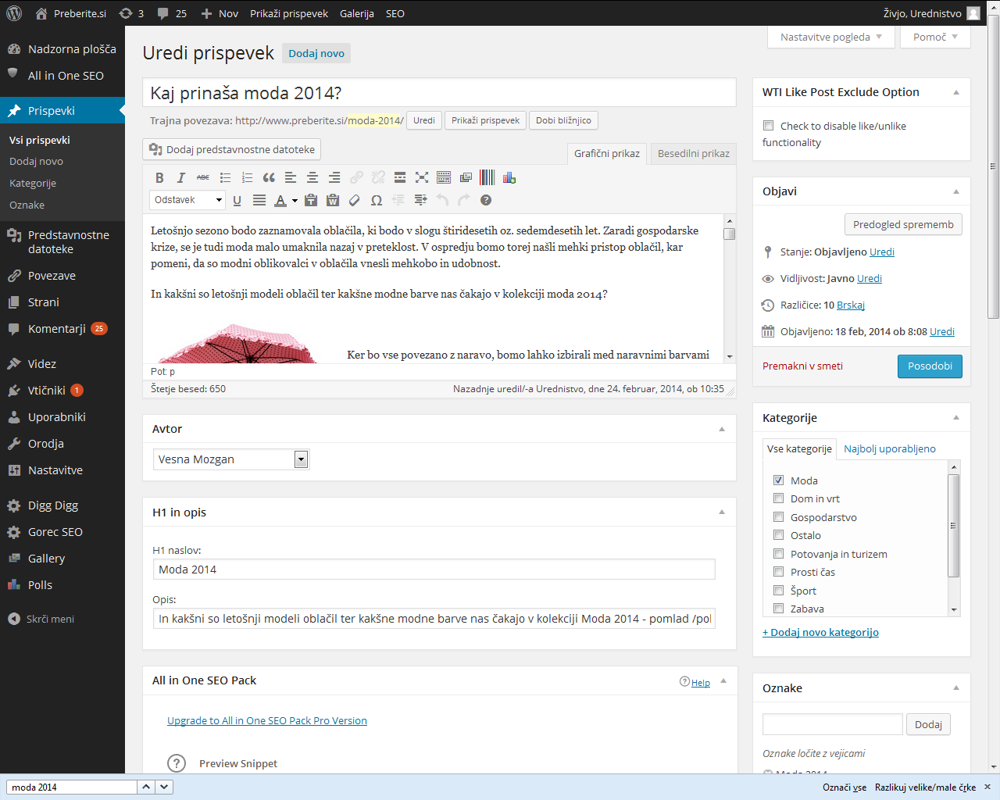 Preberite.si 3 25 Nov Prikaži prispevek Galerija SEO Živjo, Urednistvo
Nastavitve pogleda Pomoč
Nadzorna plošča
All in One SEO
Prispevki
Vsi prispevki
Dodaj novo
Kategorije
Oznake
Predstavnostne
datoteke
Povezave
Strani
Komentarji 25
Videz
Vtičniki 1
Uporabniki
Orodja
Nastavitve
Digg Digg
Gorec SEO
Gallery
Polls
Skrči meni
Uredi prispevek Dodaj novo
Kaj prinaša moda 2014?
Trajna povezava: http://www.preberite.si/moda-2014/ Uredi Prikaži prispevek Dobi bližnjico
Dodaj predstavnostne datoteke
Grafični prikaz Besedilni prikaz
B I ABC
Odstavek U A T W Ω ?
Letošnjo sezono bodo zaznamovala oblačila, ki bodo v slogu štiridesetih oz. sedemdesetih let. Zaradi gospodarske
krize, se je tudi moda malo umaknila nazaj v preteklost. V ospredju bomo torej našli mehki pristop oblačil, kar
pomeni, da so modni oblikovalci v oblačila vnesli mehkobo in udobnost.
In kakšni so letošnji modeli oblačil ter kakšne modne barve nas čakajo v kolekciji moda 2014?
Ker bo vse povezano z naravo, bomo lahko izbirali med naravnimi barvami
Pot: p
Štetje besed: 650 Nazadnje uredil/-a Urednistvo, dne 24. februar, 2014, ob 10:35
Avtor
Vesna Mozgan
H1 in opis
H1 naslov:
Moda 2014
Opis:
In kakšni so letošnji modeli oblačil ter kakšne modne barve nas čakajo v kolekciji Moda 2014 - pomlad /pol
All in One SEO Pack Help
Upgrade to All in One SEO Pack Pro Version
? Preview Snippet
WTI Like Post Exclude Option
Check to disable like/unlike
functionality
Objavi
Predogled sprememb
Stanje: Objavljeno Uredi
Vidljivost: Javno Uredi
Različice: 10 Brskaj
Objavljeno: 18 feb, 2014 ob 8:08 Uredi
Premakni v smeti Posodobi
Kategorije
Vse kategorije Najbolj uporabljeno
Moda
Dom in vrt
Gospodarstvo
Ostalo
Potovanja in turizem
Prosti čas
Šport
Zabava
+ Dodaj novo kategorijo
Oznake
Dodaj
Oznake ločite z vejicami
Moda 2014
moda 2014 Označi vse Razlikuj velike/male črke